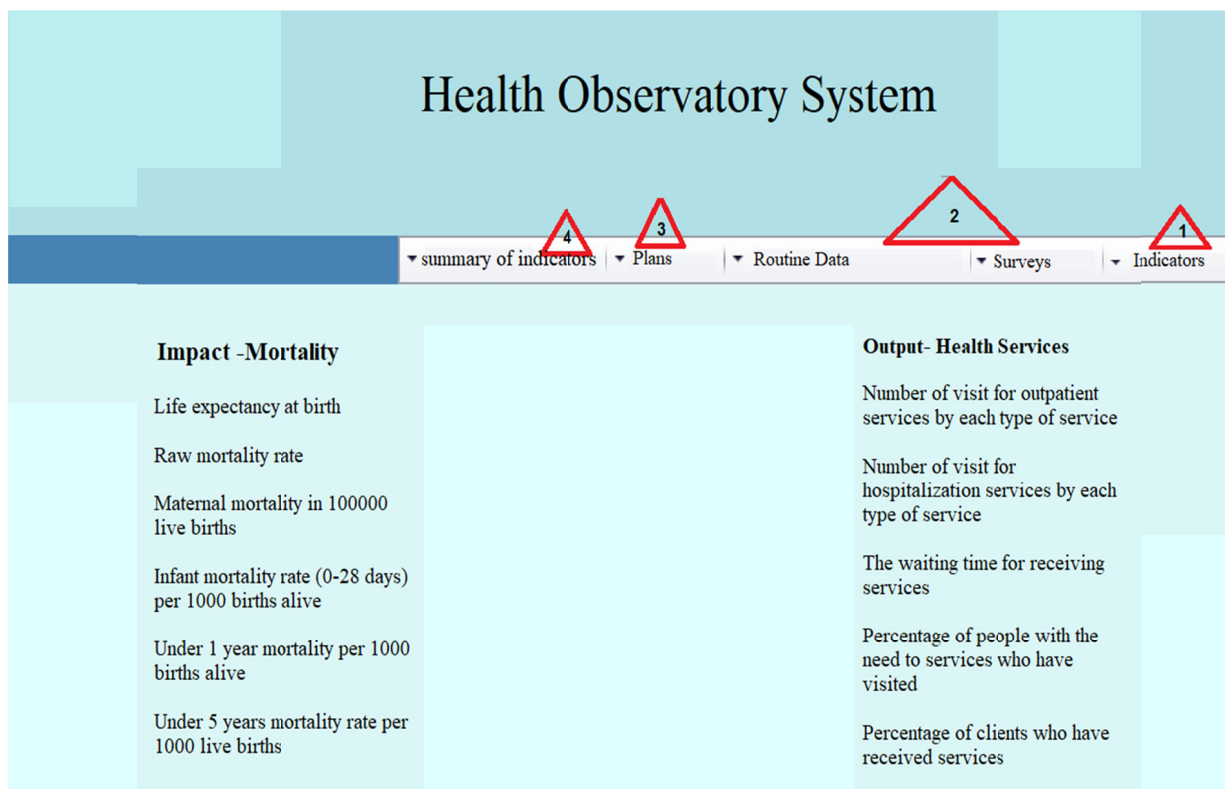 Health Observatory System
4
3
2
1
summary of indicators
Plans
Routine Data
Surveys
Indicators
Impact -Mortality
Life expectancy at birth
Raw mortality rate
Maternal mortality in 100000
live births
Infant mortality rate (0-28 days)
per 1000 births alive
Under 1 year mortality per 1000
births alive
Under 5 years mortality rate per
1000 live births
Output- Health Services
Number of visit for outpatient
services by each type of service
Number of visit for
hospitalization services by each
type of service
The waiting time for receiving
services
Percentage of people with the
need to services who have
visited
Percentage of clients who have
received services